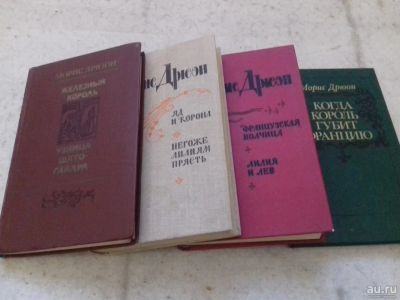 МОРИС ДРЮОН
ЖЕЛЕЗНЫЙ
КОРОЛЬ
УЗНИЦА
ШАТО-
ГАЙАРА
ис Дрюон
ЯД
И КОРОНА
НЕГОЖЕ
ЛИЛИЯМ
ПРЯСТЬ
ис Дрюон
ФРАНЦУЗСКАЯ
ВОЛЧИЦА
ЛИЛИЯ
И ЛЕВ
Морис Дрюон
КОГДА
КОРОЛЬ
ГУБИТ
ФРАНЦИЮ
au.ru